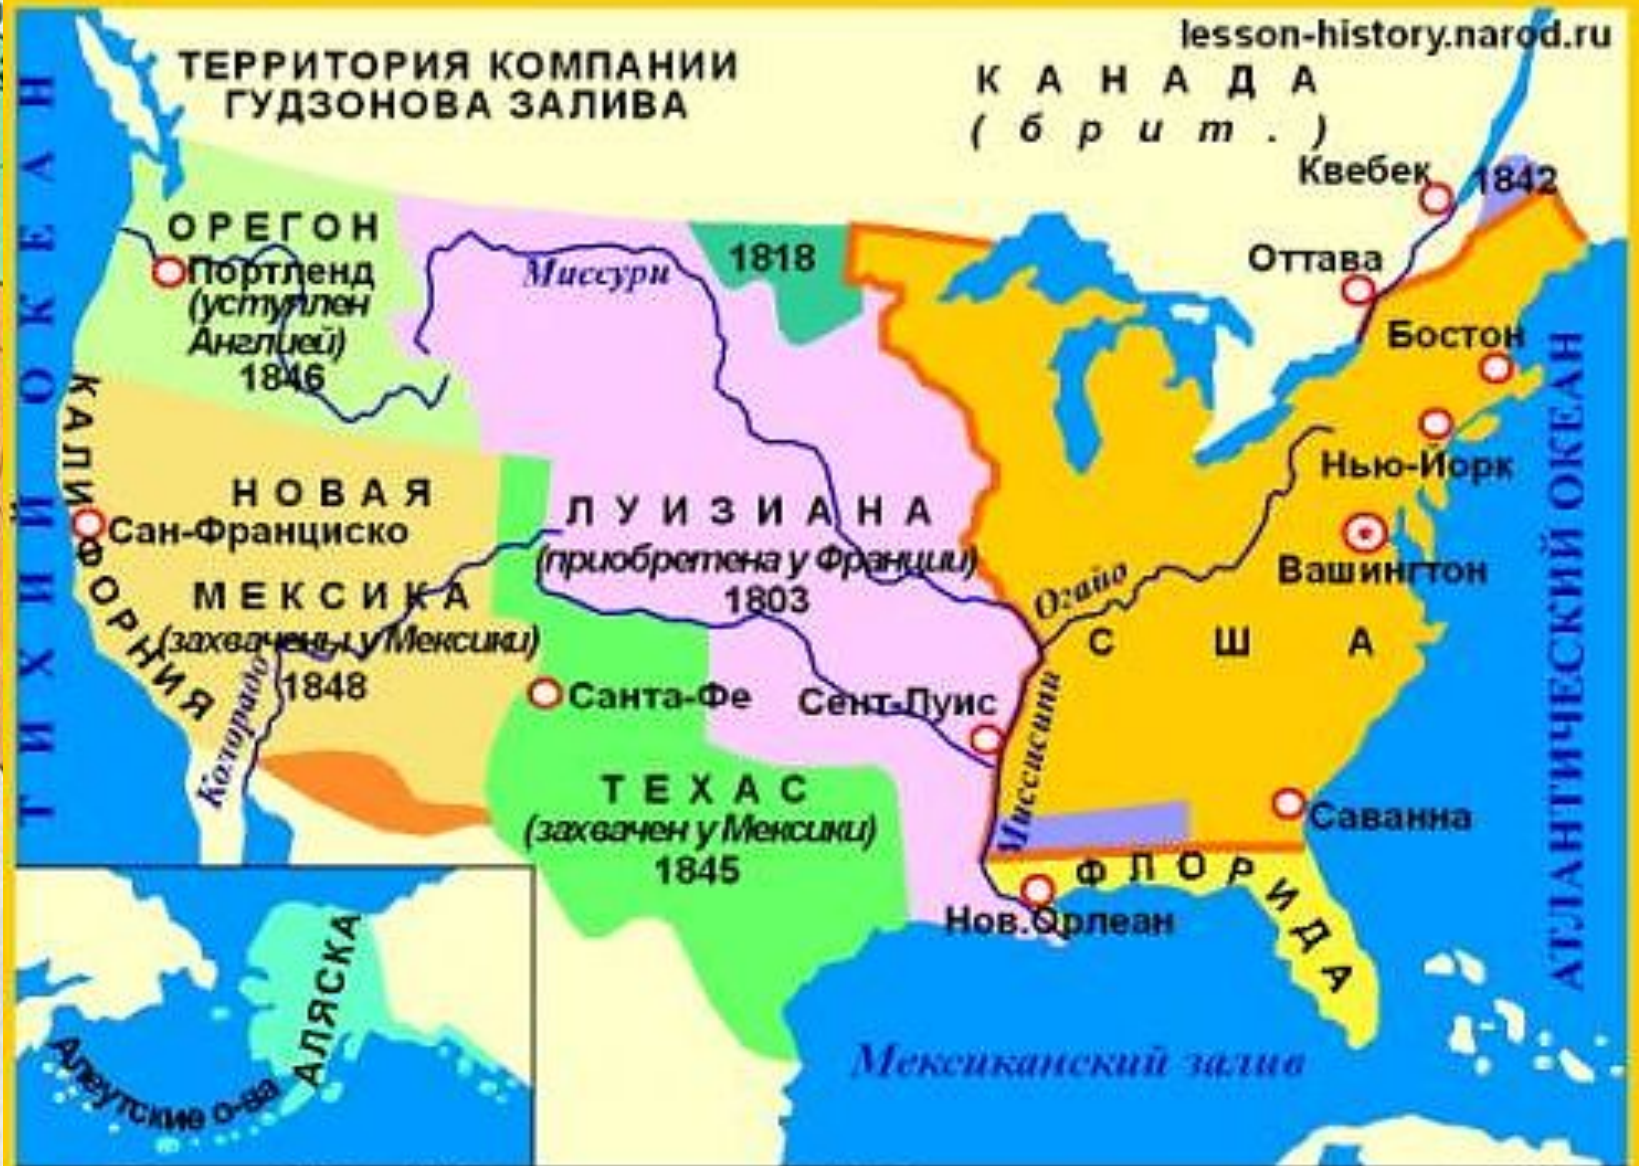 lesson-history.narod.ru
ТЕРРИТОРИЯ КОМПАНИИ
ГУДЗОНОВА ЗАЛИВА
КАНАДА
(брит.)
Квебек
1842
Оттава
Бостон
Нью-Йорк
Вашингтон
ТИХИЙ ОКЕАН
ОРЕГОН
Портленд
(уступлен
Англией)
1846
Миссури
1818
КАЛИФОРНИЯ
НОВАЯ
Сан-Франциско
МЕКСИКА
(захвачены у Мексики)
1848
Колорадо
ЛУИЗИАНА
(приобретена у Франции)
1803
Огайо
США
Санта-Фе
Сент-Луис
Миссисипи
ТЕХАС
(захвачен у Мексики)
1845
Саванна
ФЛОРИДА
Нов.Орлеан
АТЛАНТИЧЕСКИЙ ОКЕАН
Мексиканский залив
АЛЯСКА
Алеутские о-ва